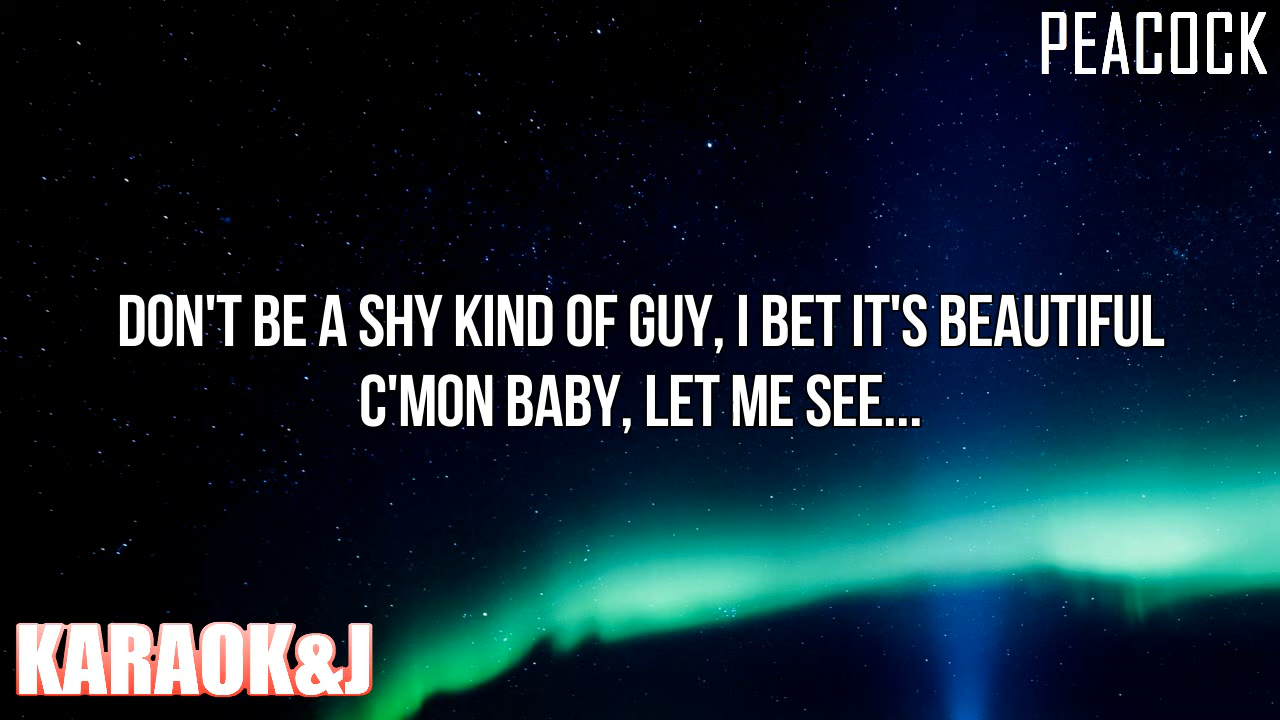 PEACOCK
DON'T BE A SHY KIND OF GUY, I BET IT'S BEAUTIFUL
C'MON BABY, LET ME SEE...
KARAOK&J